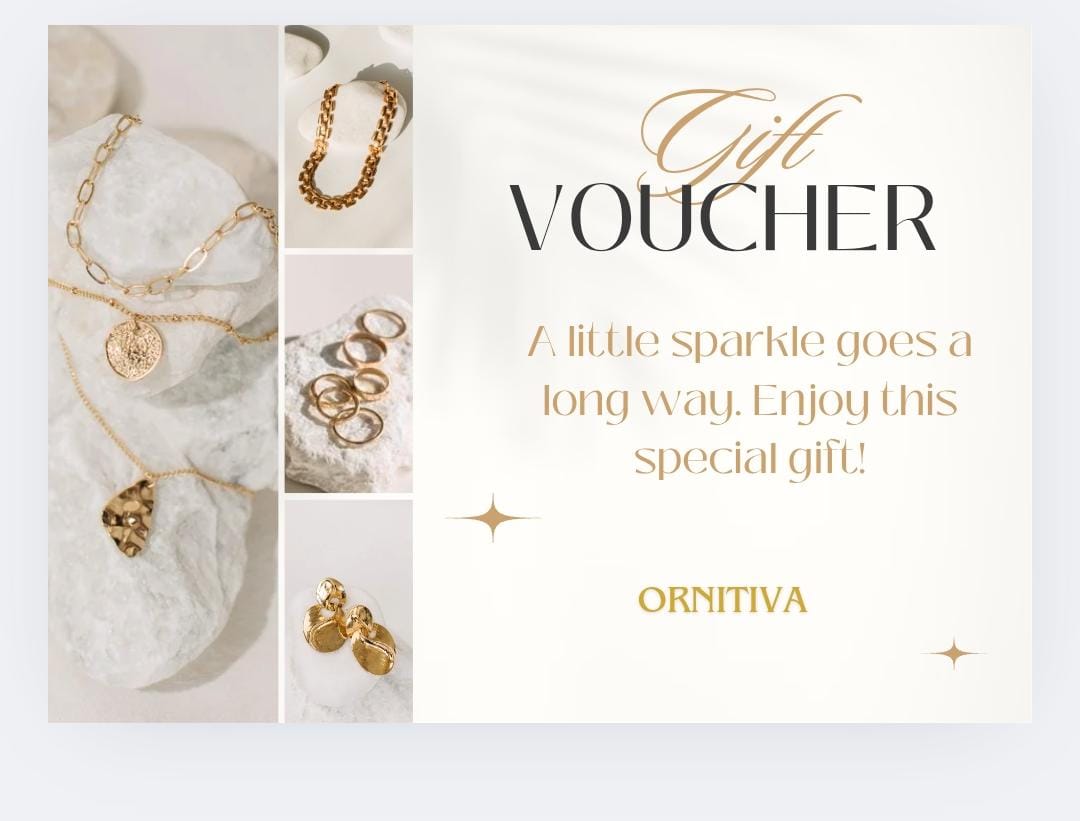 Gift
VOUCHER
A little sparkle goes a
long way. Enjoy this
special gift!
ORNITIVA